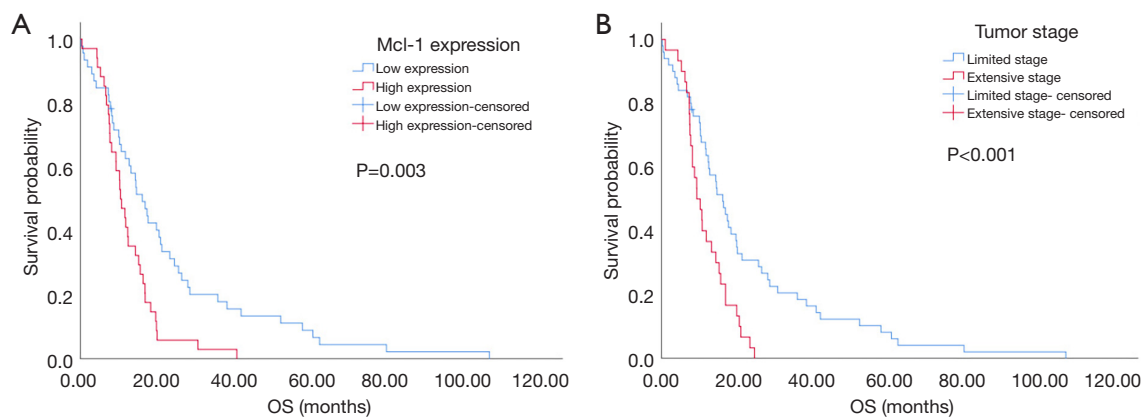 A
Mcl-1 expression
Low expression
High expression
Low expression-censored
High expression-censored
P=0.003
Survival probability
1.0
0.8
0.6
0.4
0.2
0.0
0.00 20.00 40.00 60.00 80.00 100.00 120.00
OS (months)
B
Tumor stage
Limited stage
Extensive stage
Limited stage- censored
Extensive stage- censored
P<0.001
Survival probability
1.0
0.8
0.6
0.4
0.2
0.0
0.00 20.00 40.00 60.00 80.00 100.00 120.00
OS (months)